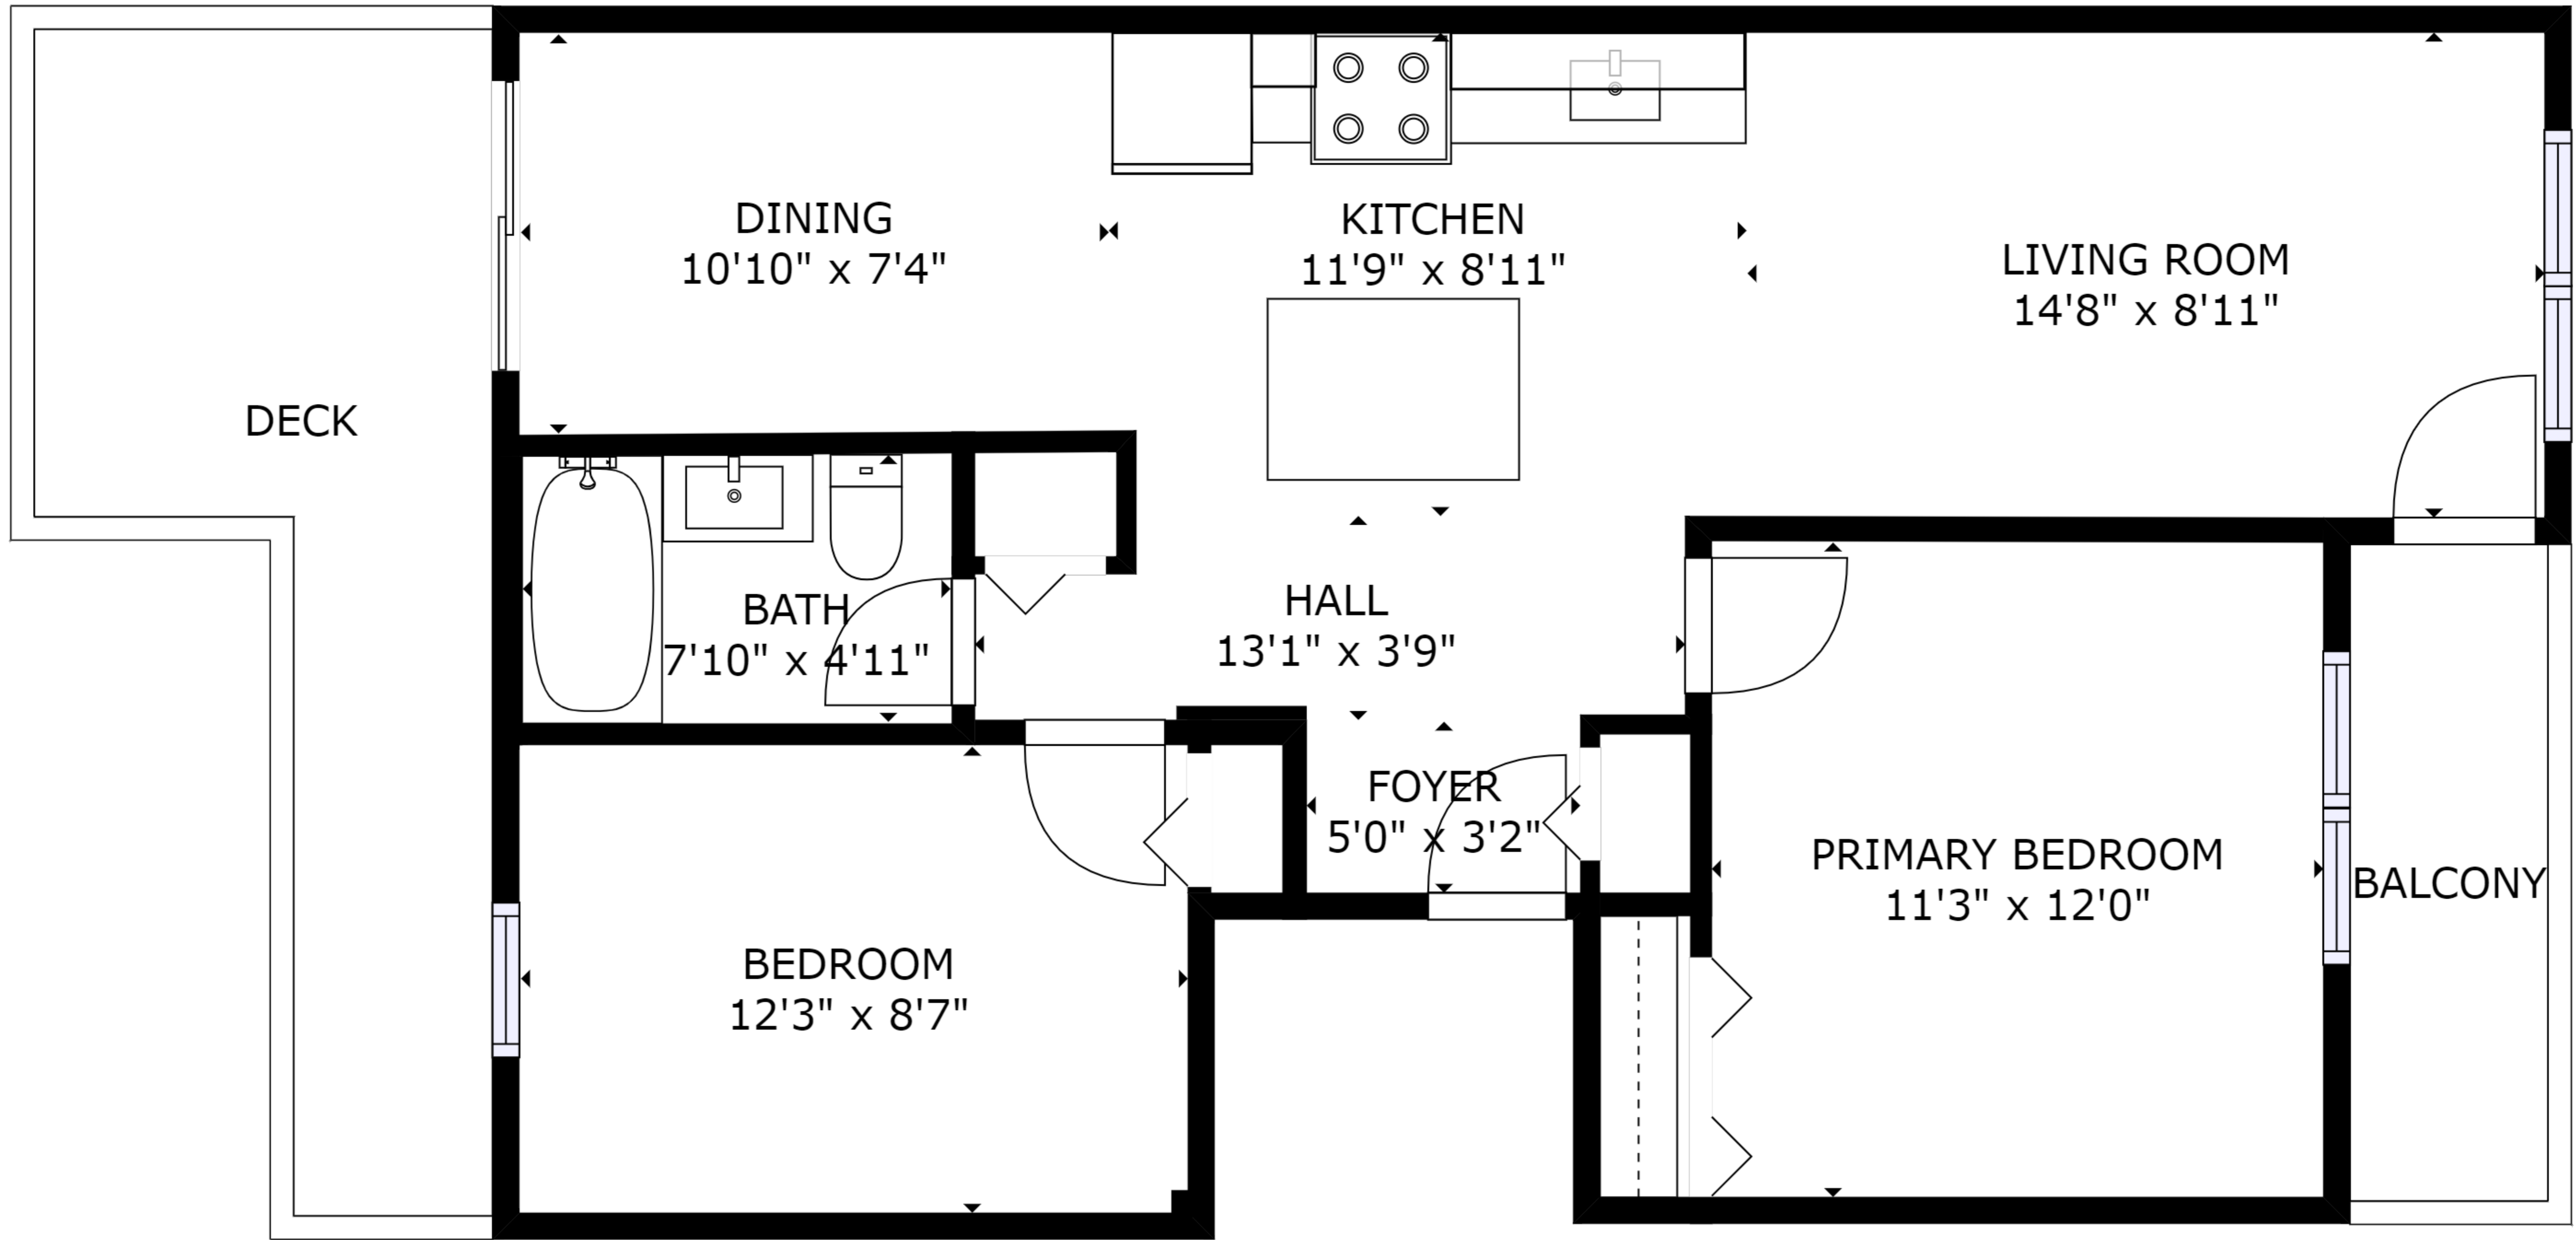 DINING
10'10" x 7'4"
KITCHEN
11'9" x 8'11"
LIVING ROOM
14'8" x 8'11"
DECK
BATH
7'10" x 4'11"
HALL
13'1" x 3'9"
FOYER
5'0" x 3'2"
PRIMARY BEDROOM
11'3" x 12'0"
BALCONY
BEDROOM
12'3" x 8'7"